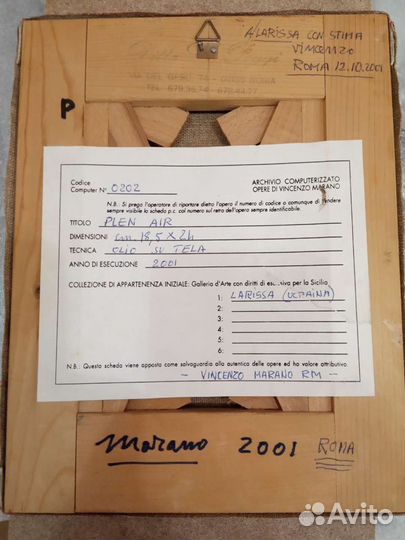 A LARISSA CON STIMA
VINCENZO
ROMA 12.10.2001
P
Codice
Computer N° 0202
ARCHIVIO COMPUTERIZZATO
OPERE DI VINCENZO MARANO
N.B. Si prega l'operatore di riportare dietro l'opera il numero di codice o comunque di rendere
sempre visibile la scheda p.c. col numero sul retro dell'opera sempre identificabile.
TITOLO PLEN AIR
DIMENSIONI cm. 18,5 x 24
TECNICA OLIO SU TELA
ANNO DI ESECUZIONE 2001
COLLEZIONE DI APPARTENENZA INIZIALE: Galleria d'Arte con diritti di esclusiva per la Sicilia
1: LARISSA (UCRAINA)
2:
3:
4:
5:
6:
N.B.: Questa scheda viene apposta come salvaguardia alla autentica delle opere ed ha valore attributivo
- VINCENZO MARANO RM -
Marano 2001 ROMA
Avito